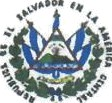 REPUBLICA DE EL SALVADOR EN LA AMERICA CENTRAL